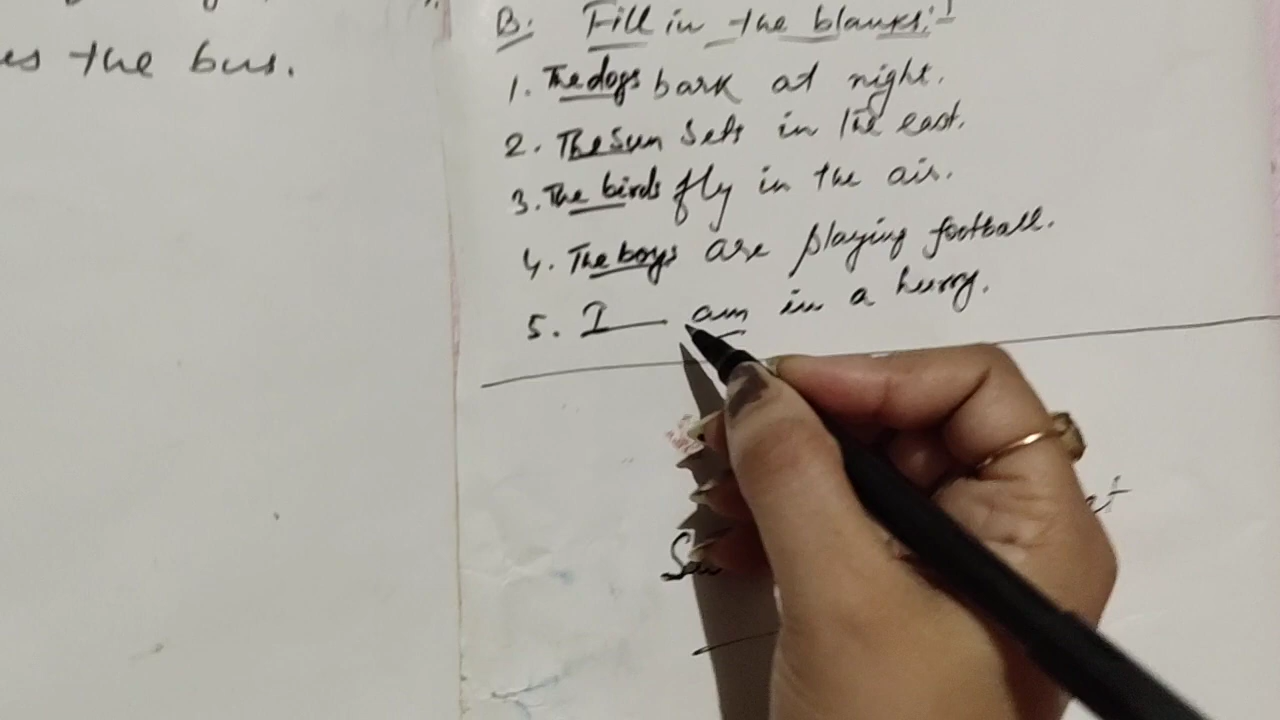 the bus.
B. Fill in the blanks:-
1. The dogs bark at night.
2. The Sun sets in the east.
3. The birds fly in the air.
4. The boys are playing football.
5. I am in a hurry.